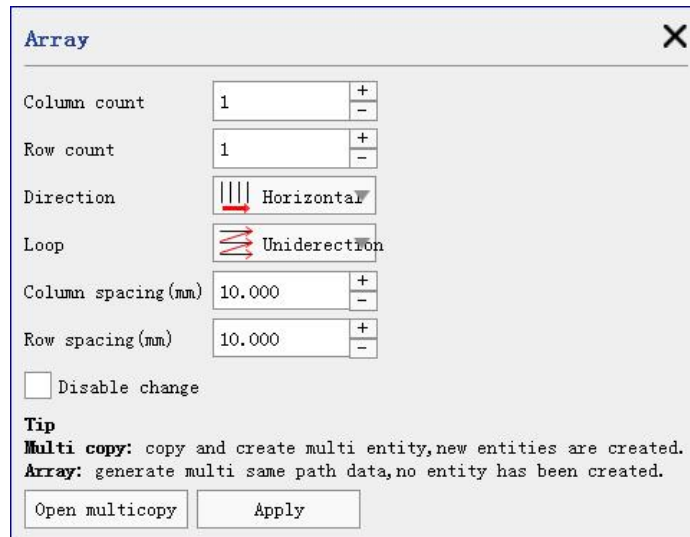 Array
Column count 1
Row count 1
Direction Horizontal
Loop Uniderection
Column spacing(mm) 10.000
Row spacing(mm) 10.000
Disable change
Tip
Multi copy: copy and create multi entity,new entities are created.
Array: generate multi same path data,no entity has been created.
Open multicopy Apply